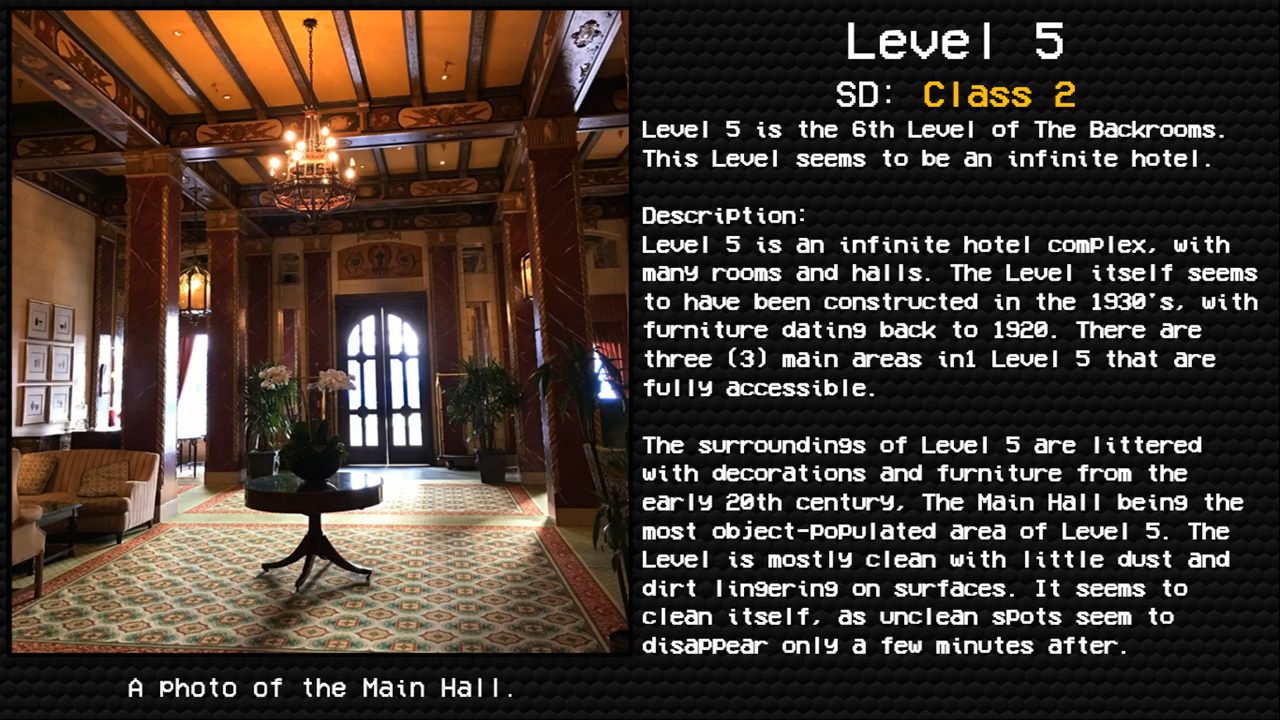 Level 5
SD: Class 2
Level 5 is the 6th Level of The Backrooms.
This Level seems to be an infinite hotel.
Description:
Level 5 is an infinite hotel complex, with
many rooms and halls. The Level itself seems
to have been constructed in the 1930's, with
furniture dating back to 1920. There are
three (3) main areas in1 Level 5 that are
fully accessible.
The surroundings of Level 5 are littered
with decorations and furniture from the
early 20th century, The Main Hall being the
most object-populated area of Level 5. The
Level is mostly clean with little dust and
dirt lingering on surfaces. It seems to
clean itself, as unclean spots seem to
disappear only a few minutes after.
A photo of the Main Hall.